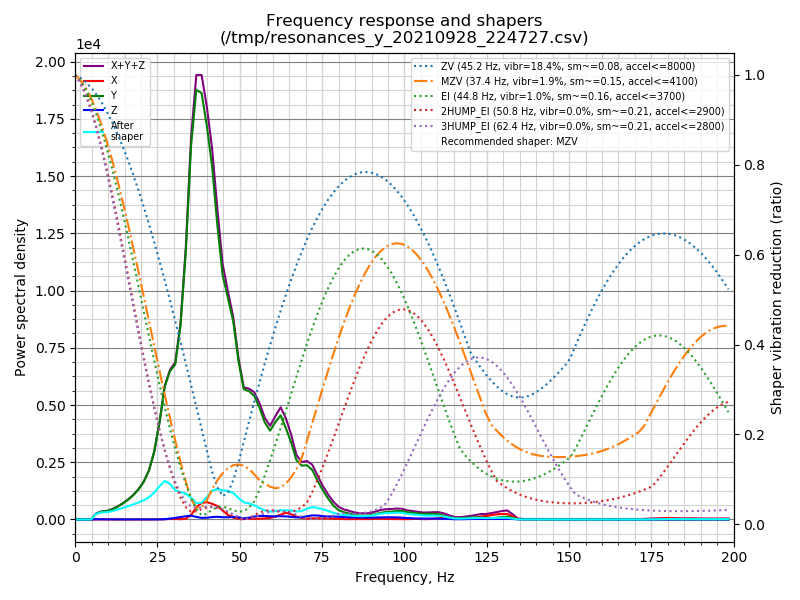 Frequency response and shapers
(/tmp/resonances_y_20210928_224727.csv)
1e4
X+Y+Z
X
Y
Z
After
shaper
ZV (45.2 Hz, vibr=18.4%, sm~=0.08, accel<=8000)
MZV (37.4 Hz, vibr=1.9%, sm~=0.15, accel<=4100)
EI (44.8 Hz, vibr=1.0%, sm~=0.16, accel<=3700)
2HUMP_EI (50.8 Hz, vibr=0.0%, sm~=0.21, accel<=2900)
3HUMP_EI (62.4 Hz, vibr=0.0%, sm~=0.21, accel<=2800)
Recommended shaper: MZV
2.00
1.75
1.50
1.25
1.00
0.75
0.50
0.25
0.00
Power spectral density
1.0
0.8
0.6
0.4
0.2
0.0
Shaper vibration reduction (ratio)
0 25 50 75 100 125 150 175 200
Frequency, Hz